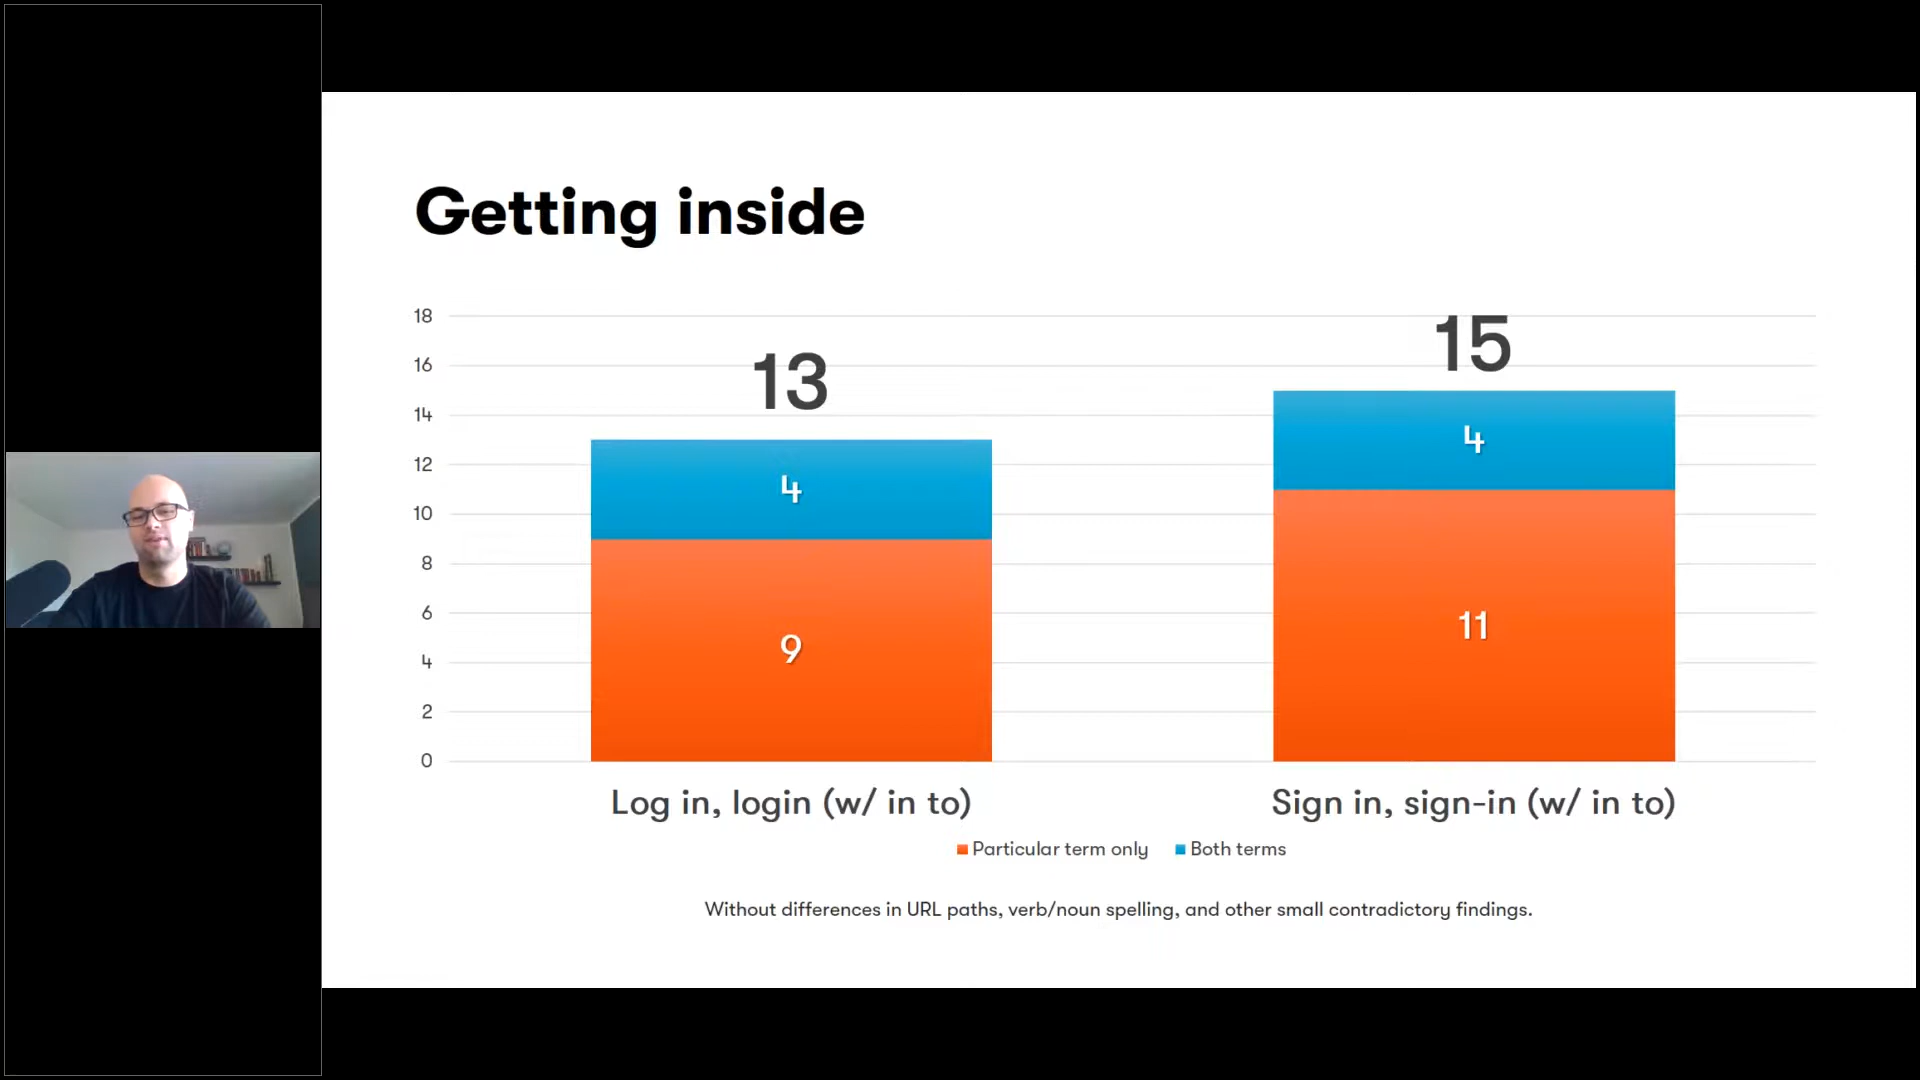 Getting inside
18
16
14
12
10
8
6
4
2
0
13
4
9
15
4
11
Log in, login (w/ in to)
Sign in, sign-in (w/ in to)
Particular term only
Both terms
Without differences in URL paths, verb/noun spelling, and other small contradictory findings.